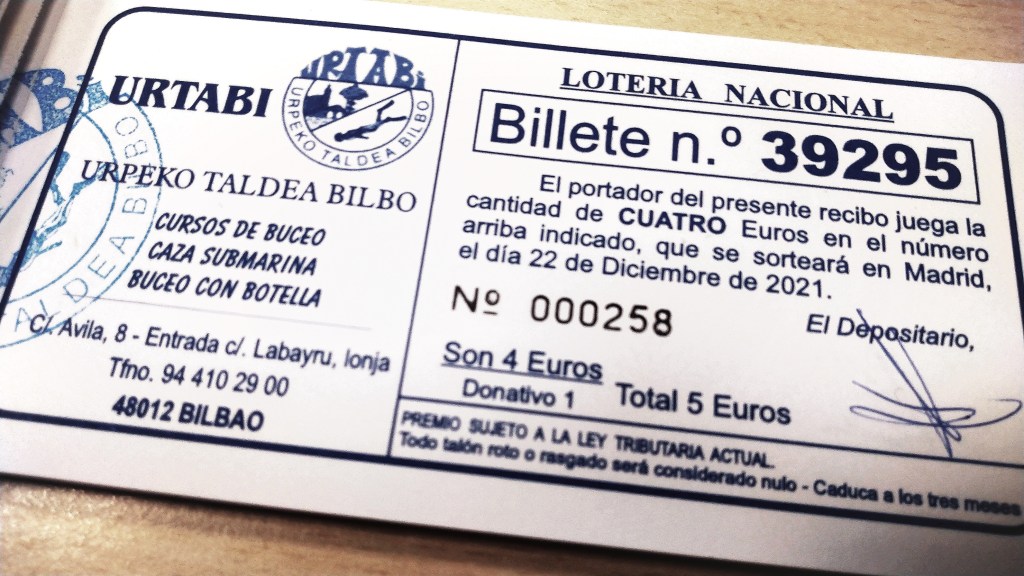 URTABI
URTABI
URPEKO TALDEA BILBO
URPEKO TALDEA BILBO
CURSOS DE BUCEO
CAZA SUBMARINA
BUCEO CON BOTELLA
C/. Avila, 8 - Entrada c/. Labayru, lonja
Tfno. 94 410 29 00
48012 BILBAO
ALDEA BILBO
LOTERIA NACIONAL
Billete n.º 39295
El portador del presente recibo juega la
cantidad de CUATRO Euros en el número
arriba indicado, que se sorteará en Madrid,
el día 22 de Diciembre de 2021.
Nº 000258
El Depositario,
Son 4 Euros
Donativo 1 Total 5 Euros
PREMIO SUJETO A LA LEY TRIBUTARIA ACTUAL.
Todo talón roto o rasgado será considerado nulo - Caduca a los tres meses